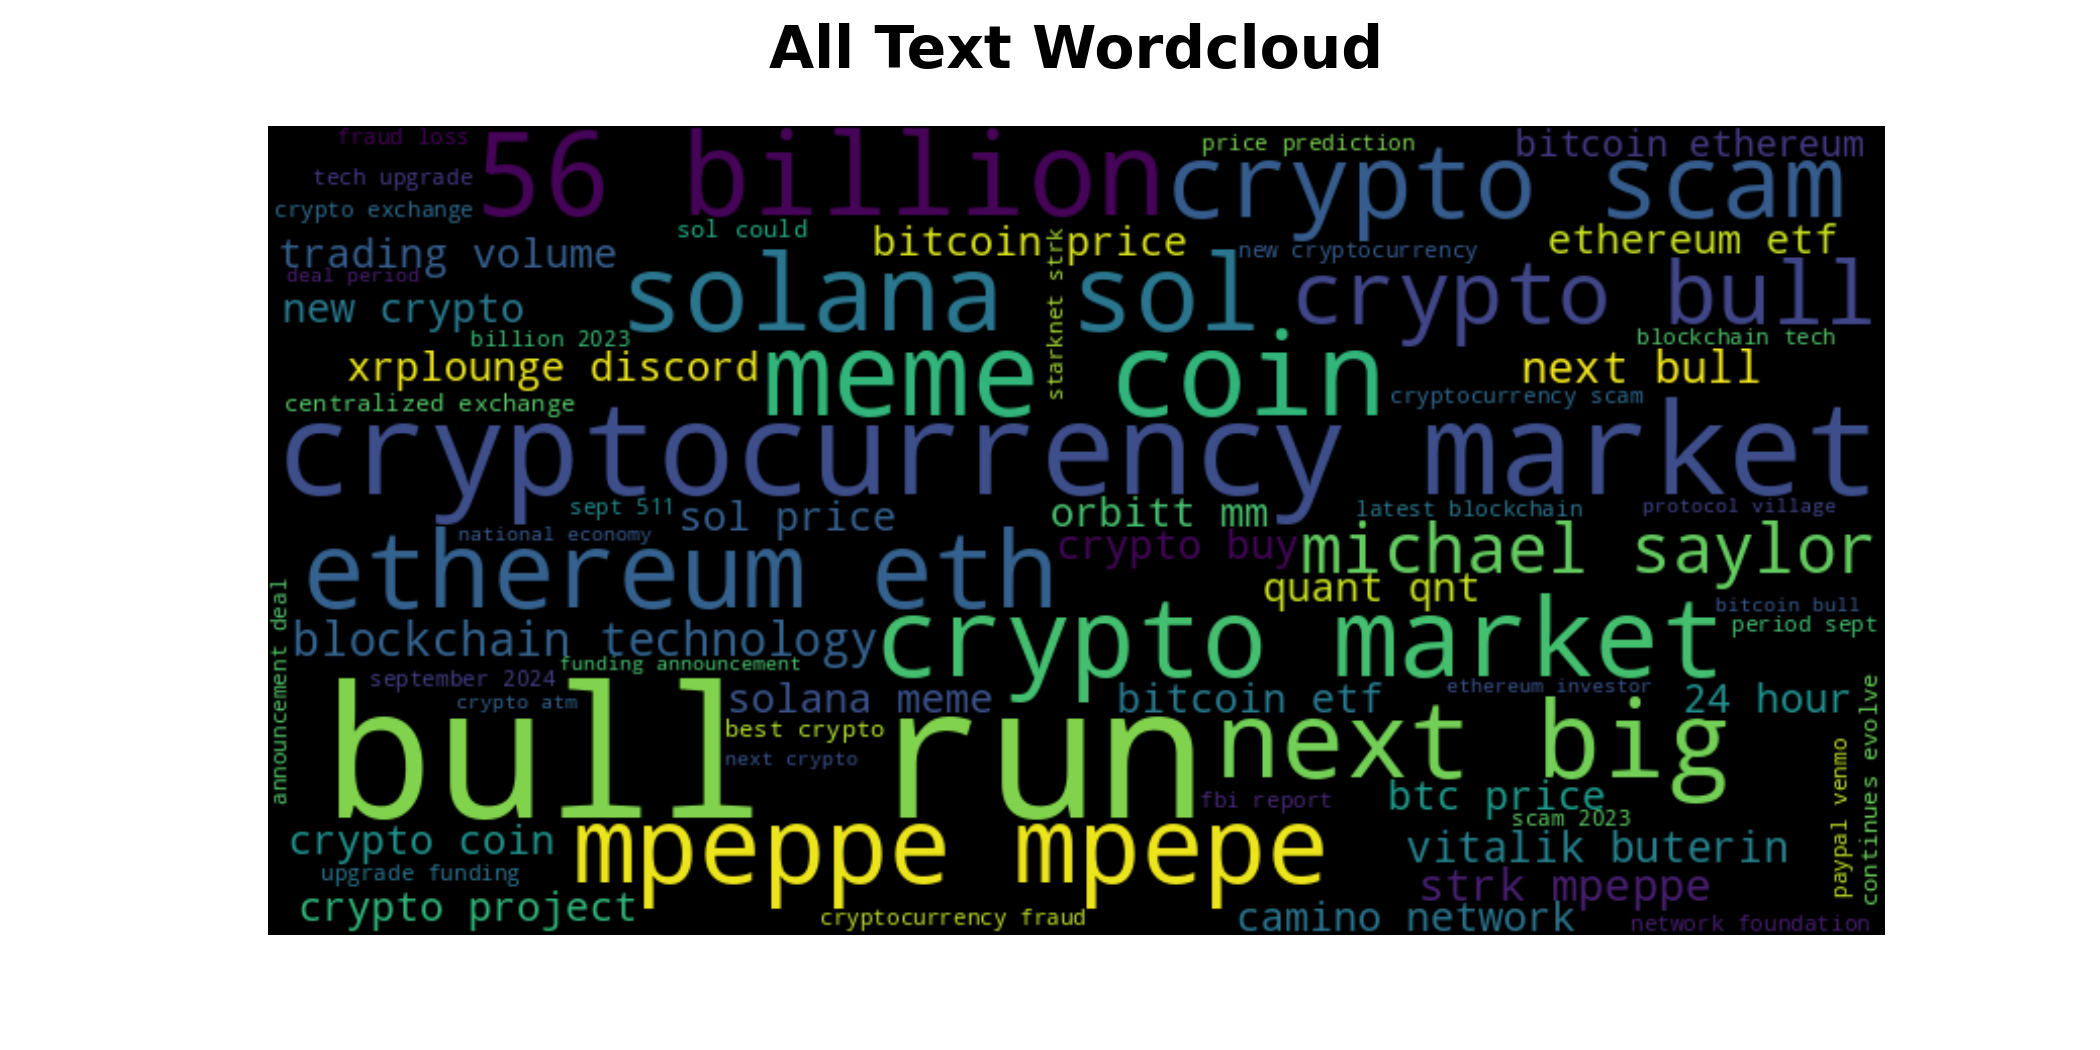 All Text Wordcloud
fraud loss
56 billion
price prediction
bitcoin ethereum
tech upgrade
crypto scam
crypto exchange
sol could
bitcoin price
ethereum etf
trading volume
new cryptocurrency
deal period
solana sol
crypto bull
new crypto
starknet strk
billion 2023
blockchain tech
xrplounge discord
meme coin
next bull
centralized exchange
cryptocurrency scam
cryptocurrency market
sept 511
sol price
orbitt mm
latest blockchain
protocol village
national economy
crypto buy
michael saylor
ethereum eth
quant qnt
bitcoin bull
period sept
announcement deal
blockchain technology
crypto market
funding announcement
september 2024
crypto atm
solana meme
bitcoin etf
ethereum investor
24 hour
bull run
best crypto
next big
next crypto
continues evolve
fbi report
btc price
paypal venmo
scam 2023
crypto coin
mpeppe mpepe
vitalik buterin
upgrade funding
strk mpeppe
crypto project
cryptocurrency fraud
camino network
network foundation